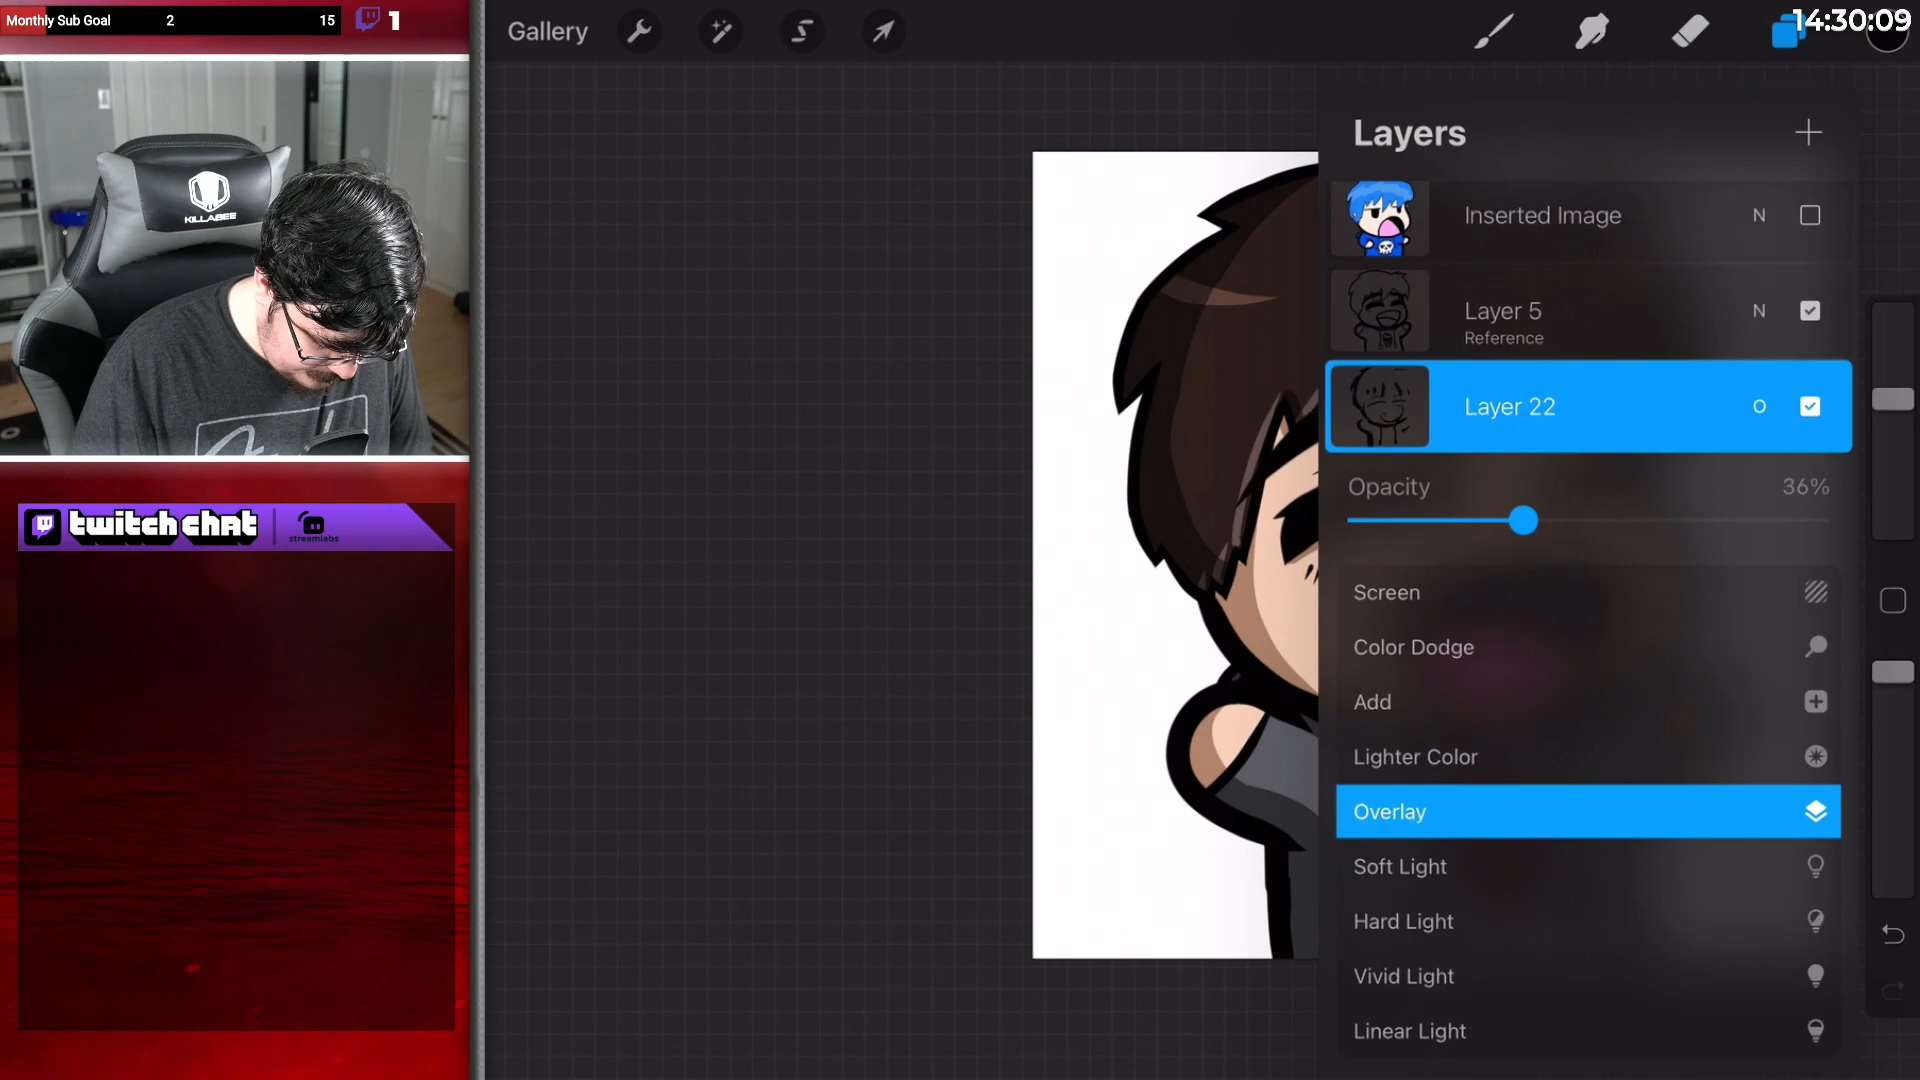 Monthly Sub Goal 2 15
1
Gallery
14:30:09
KILLABEE
twitch chat
streamlabs
Layers
Inserted Image N
Layer 5 N
Reference
Layer 22 O
Opacity 36%
Screen
Color Dodge
Add
Lighter Color
Overlay
Soft Light
Hard Light
Vivid Light
Linear Light